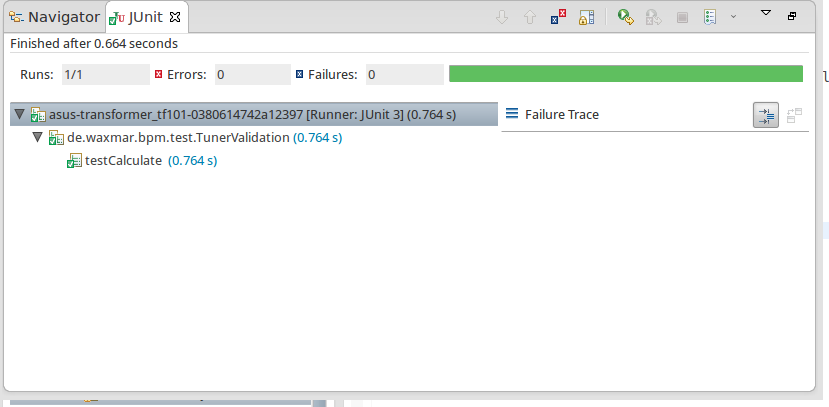 Navigator JUnit
Finished after 0.664 seconds
Runs: 1/1 Errors: 0 Failures: 0
asus-transformer_tf101-0380614742a12397 [Runner: JUnit 3] (0.764 s) Failure Trace
de.waxmar.bpm.test.TunerValidation (0.764 s)
testCalculate (0.764 s)